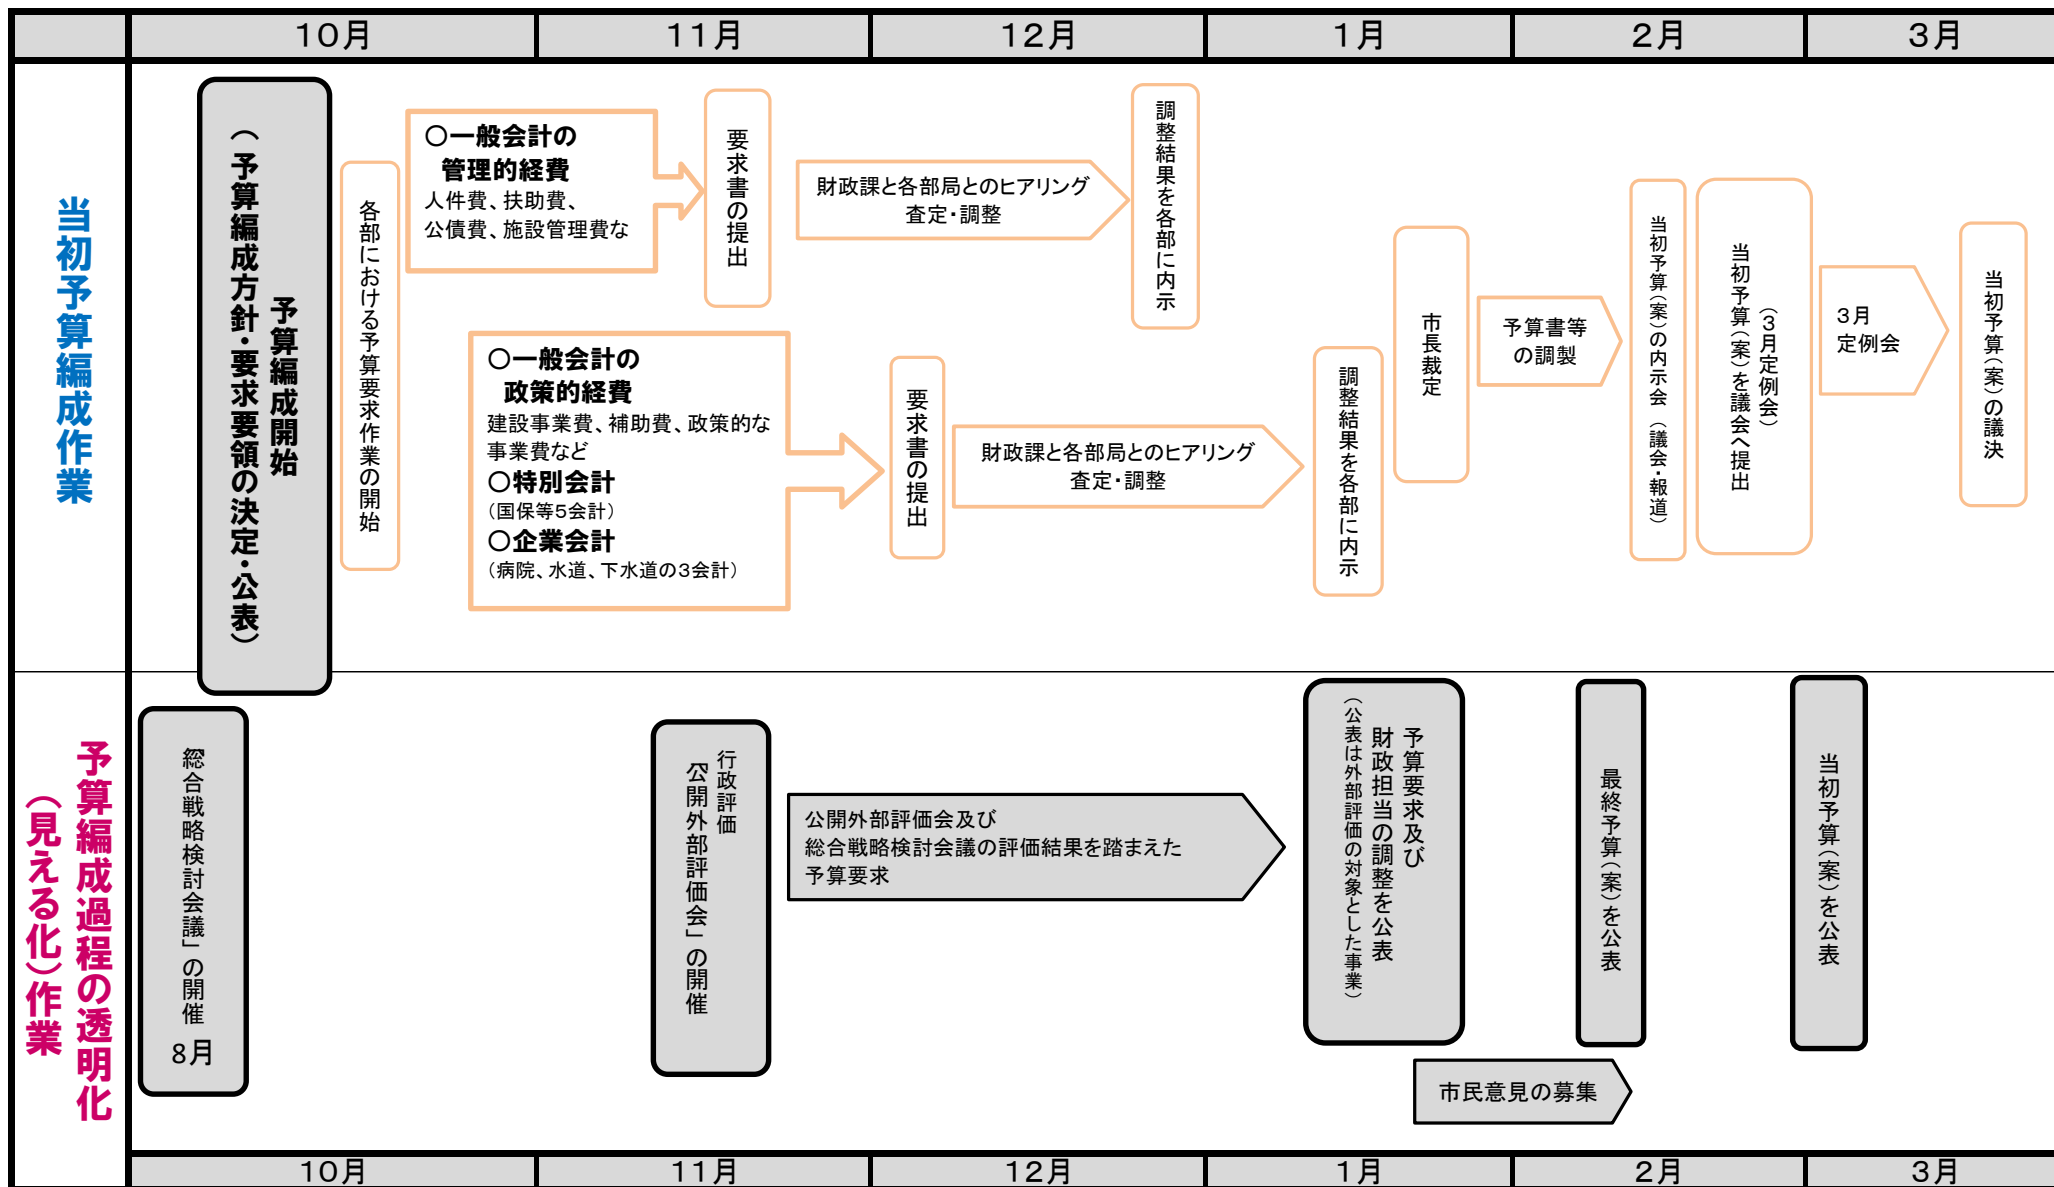 10月
11月
12月
1月
2月
3月
当初予算編成作業
予算編成開始
（予算編成方針・要求要領の決定・公表）
各部における予算要求作業の開始
〇一般会計の
管理的経費
人件費、扶助費、
公債費、施設管理費な
要求書の提出
財政課と各部局とのヒアリング
査定・調整
調整結果を各部に内示
〇一般会計の
政策的経費
建設事業費、補助費、政策的な
事業費など
〇特別会計
（国保等5会計）
〇企業会計
（病院、水道、下水道の3会計）
要求書の提出
財政課と各部局とのヒアリング
査定・調整
調整結果を各部に内示
市長裁定
予算書等
の調製
当初予算（案）の内示会（議会・報道）
（3月定例会）
当初予算（案）を議会へ提出
3月
定例会
当初予算（案）の議決
予算編成過程の透明化
（見える化）作業
総合戦略検討会議」の開催
8月
行政評価
「公開外部評価会」の開催
公開外部評価会及び
総合戦略検討会議の評価結果を踏まえた
予算要求
予算要求及び
財政担当の調整を公表
（公表は外部評価の対象とした事業）
市民意見の募集
最終予算（案）を公表
当初予算（案）を公表
10月
11月
12月
1月
2月
3月